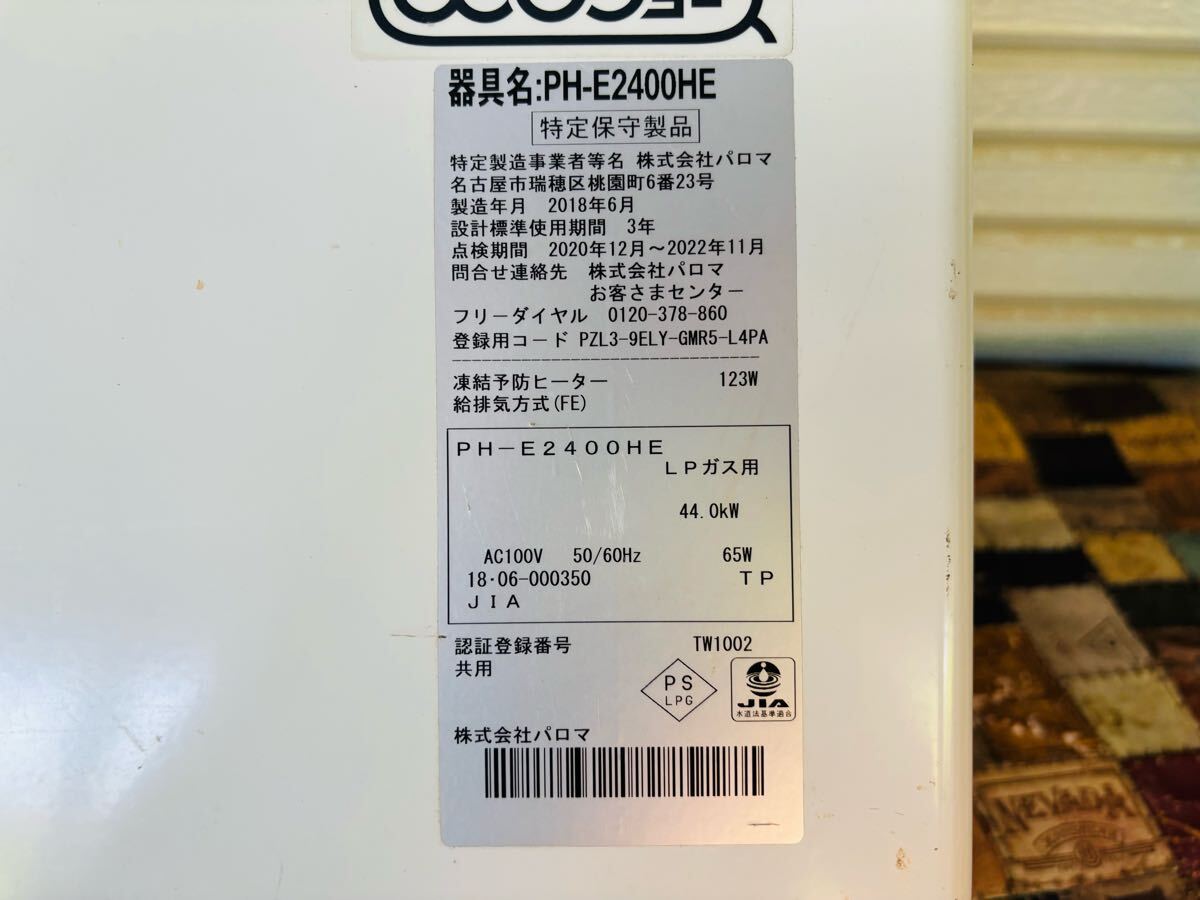 器具名:PH-E2400HE
特定保守製品
特定製造事業者等名 株式会社パロマ
名古屋市瑞穂区桃園町6番23号
製造年月 2018年6月
設計標準使用期間 3年
点検期間 2020年12月～2022年11月
問合せ連絡先 株式会社パロマ
お客さまセンター
フリーダイヤル 0120-378-860
登録用コード PZL3-9ELY-GMR5-L4PA
凍結予防ヒーター 123W
給排気方式(FE)
PH-E2400HE
LPガス用
44.0kW
AC100V 50/60Hz 65W
18・06-000350 TP
JIA
認証登録番号 TW1002
共用
PS
LPG
JIA
水道法基準適合
株式会社パロマ
NEVADA